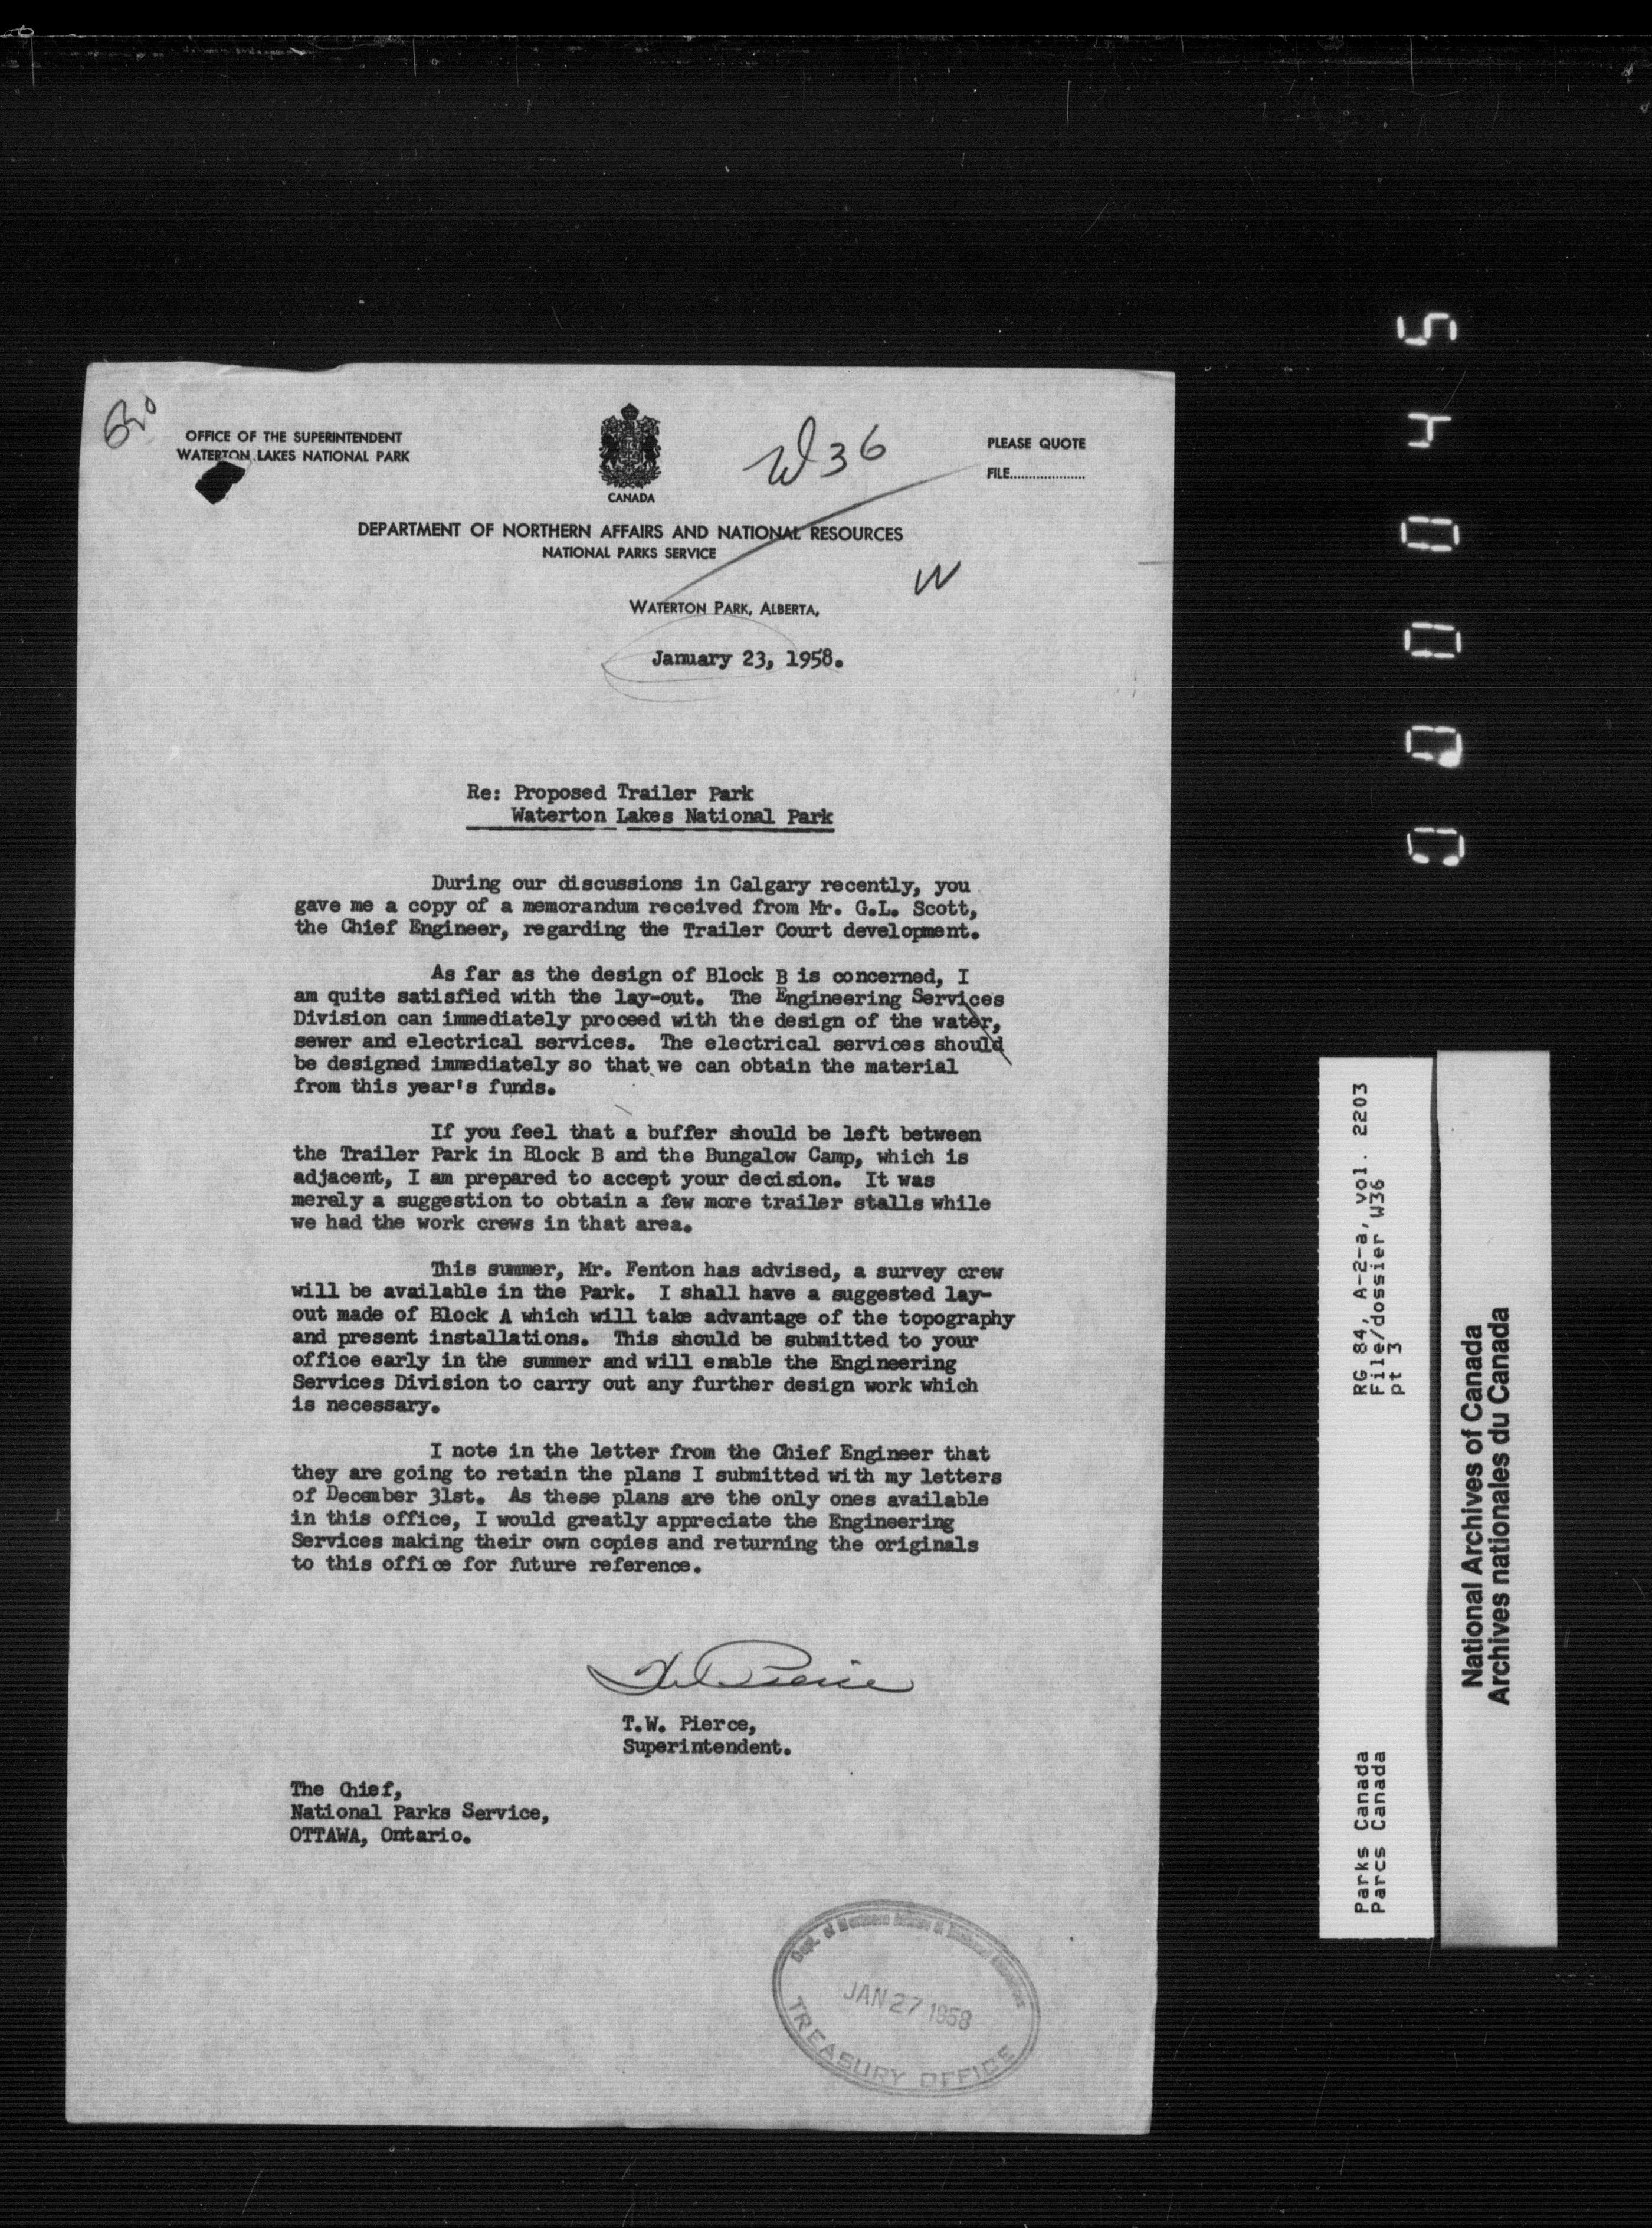 OFFICE OF THE SUPERINTENDENT
WATERTON LAKES NATIONAL PARK
CANADA
W36
PLEASE QUOTE
FILE....................
DEPARTMENT OF NORTHERN AFFAIRS AND NATIONAL RESOURCES
NATIONAL PARKS SERVICE
W
WATERTON PARK, ALBERTA,
January 23, 1958.
Re: Proposed Trailer Park
Waterton Lakes National Park
During our discussions in Calgary recently, you
gave me a copy of a memorandum received from Mr. G.L. Scott,
the Chief Engineer, regarding the Trailer Court development.
As far as the design of Block B is concerned, I
am quite satisfied with the lay-out. The Engineering Services
Division can immediately proceed with the design of the water,
sewer and electrical services. The electrical services should
be designed immediately so that we can obtain the material
from this year's funds.
If you feel that a buffer should be left between
the Trailer Park in Block B and the Bungalow Camp, which is
adjacent, I am prepared to accept your decision. It was
merely a suggestion to obtain a few more trailer stalls while
we had the work crews in that area.
This summer, Mr. Fenton has advised, a survey crew
will be available in the Park. I shall have a suggested lay-
out made of Block A which will take advantage of the topography
and present installations. This should be submitted to your
office early in the summer and will enable the Engineering
Services Division to carry out any further design work which
is necessary.
I note in the letter from the Chief Engineer that
they are going to retain the plans I submitted with my letters
of December 31st. As these plans are the only ones available
in this office, I would greatly appreciate the Engineering
Services making their own copies and returning the originals
to this office for future reference.
T.W. Pierce,
Superintendent.
The Chief,
National Parks Service,
OTTAWA, Ontario.
Dept. of Northern Affairs & National Resources
JAN 27 1958
TREASURY OFFICE
Parks Canada
Parcs Canada
RG 84, A-2-a, vol. 2203
File/dossier W36
pt 3
National Archives of Canada
Archives nationales du Canada